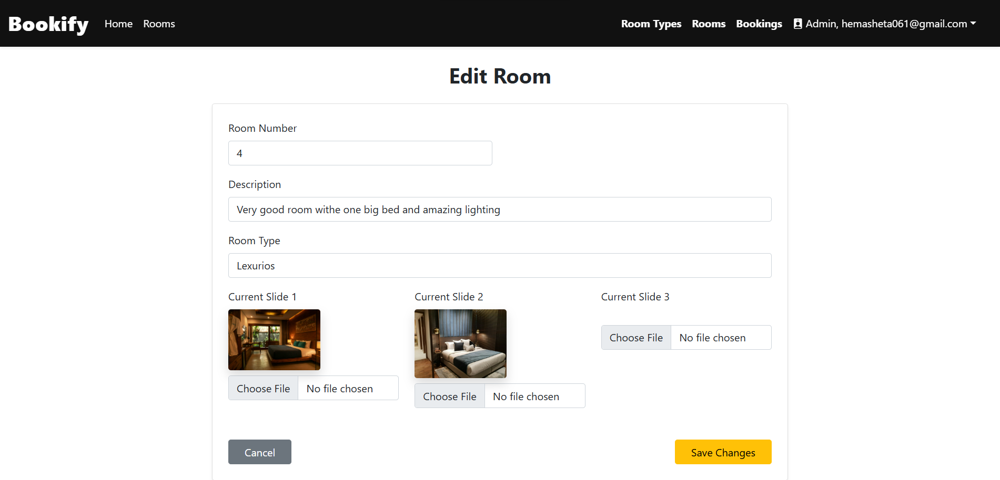 Bookify Home Rooms Room Types Rooms Bookings Admin, hemasheta061@gmail.com
Edit Room
Room Number
4
Description
Very good room withe one big bed and amazing lighting
Room Type
Lexurios
Current Slide 1 Current Slide 2 Current Slide 3
Choose File No file chosen
Choose File No file chosen
Choose File No file chosen
Cancel Save Changes